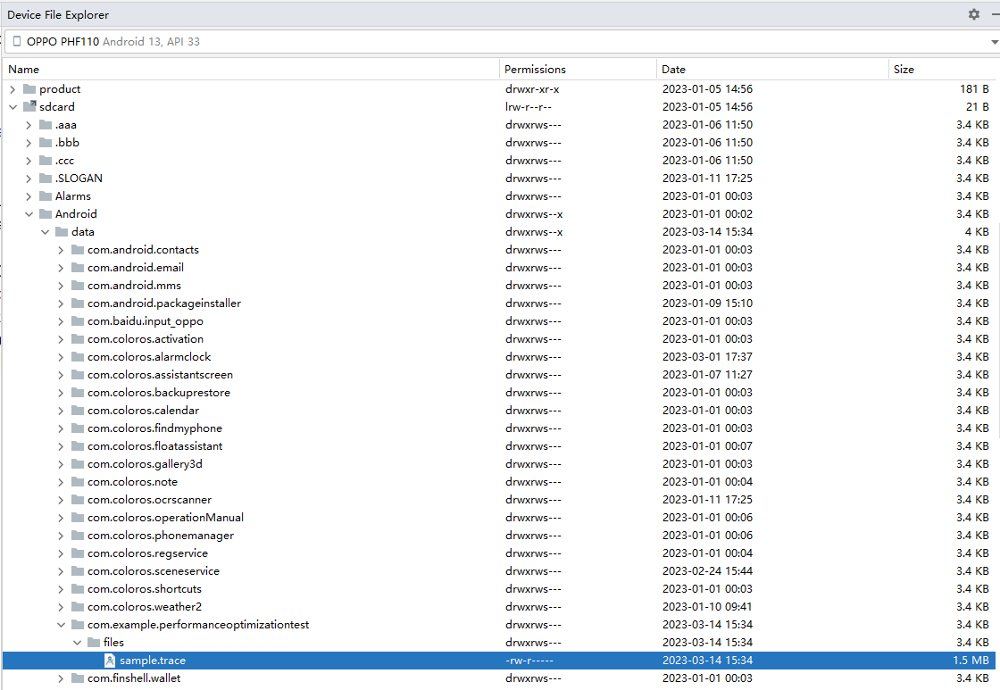 Device File Explorer
OPPO PHF110 Android 13, API 33
Name Permissions Date Size
product drwxr-xr-x 2023-01-05 14:56 181 B
sdcard lrw-r--r-- 2023-01-05 14:56 21 B
.aaa drwxrws--- 2023-01-06 11:50 3.4 KB
.bbb drwxrws--- 2023-01-06 11:50 3.4 KB
.ccc drwxrws--- 2023-01-06 11:50 3.4 KB
.SLOGAN drwxrws--- 2023-01-11 17:25 3.4 KB
Alarms drwxrws--- 2023-01-01 00:03 3.4 KB
Android drwxrws--x 2023-01-01 00:02 3.4 KB
data drwxrws--x 2023-03-14 15:34 4 KB
com.android.contacts drwxrws--- 2023-01-01 00:03 3.4 KB
com.android.email drwxrws--- 2023-01-01 00:03 3.4 KB
com.android.mms drwxrws--- 2023-01-01 00:03 3.4 KB
com.android.packageinstaller drwxrws--- 2023-01-09 15:10 3.4 KB
com.baidu.input_oppo drwxrws--- 2023-01-01 00:03 3.4 KB
com.coloros.activation drwxrws--- 2023-01-01 00:03 3.4 KB
com.coloros.alarmclock drwxrws--- 2023-03-01 17:37 3.4 KB
com.coloros.assistantscreen drwxrws--- 2023-01-07 11:27 3.4 KB
com.coloros.backuprestore drwxrws--- 2023-01-01 00:03 3.4 KB
com.coloros.calendar drwxrws--- 2023-01-01 00:03 3.4 KB
com.coloros.findmyphone drwxrws--- 2023-01-01 00:03 3.4 KB
com.coloros.floatassistant drwxrws--- 2023-01-01 00:07 3.4 KB
com.coloros.gallery3d drwxrws--- 2023-01-01 00:03 3.4 KB
com.coloros.note drwxrws--- 2023-01-01 00:04 3.4 KB
com.coloros.ocrscanner drwxrws--- 2023-01-11 17:25 3.4 KB
com.coloros.operationManual drwxrws--- 2023-01-01 00:06 3.4 KB
com.coloros.phonemanager drwxrws--- 2023-01-01 00:06 3.4 KB
com.coloros.regservice drwxrws--- 2023-01-01 00:04 3.4 KB
com.coloros.sceneservice drwxrws--- 2023-02-24 15:44 3.4 KB
com.coloros.shortcuts drwxrws--- 2023-01-01 00:03 3.4 KB
com.coloros.weather2 drwxrws--- 2023-01-10 09:41 3.4 KB
com.example.performanceoptimizationtest drwxrws--- 2023-03-14 15:34 3.4 KB
files drwxrws--- 2023-03-14 15:34 3.4 KB
sample.trace -rw-r----- 2023-03-14 15:34 1.5 MB
com.finshell.wallet drwxrws--- 2023-01-01 00:03 3.4 KB